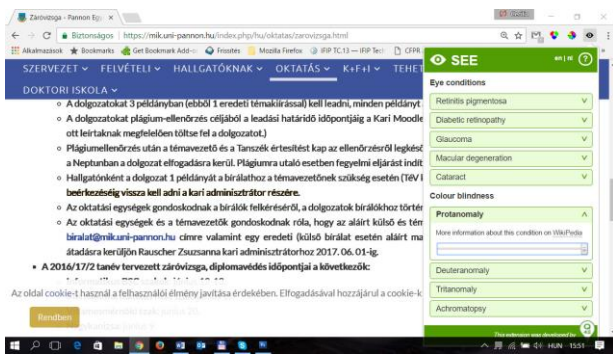 Záróvizsga - Pannon Eg
Biztonságos | https://mik.uni-pannon.hu/index.php/hu/oktatas/zarovizsga.html
Alkalmazások Bookmarks Get Bookmark Add-o Frissítés Mozilla Firefox IFIP TC.13 — IFIP Tech CFPR
SZERVEZET FELVÉTELI HALLGATÓKNAK OKTATÁS K+F+I TEHET
DOKTORI ISKOLA
A dolgozatokat 3 példányban (ebből 1 eredeti témakiírással) kell leadni, minden példányt
A dolgozatokat plágium-ellenőrzés céljából a leadási határidő időpontjáig a Kari Moodle
ott leírtaknak megfelelően töltse fel a dolgozatot.)
Plágiumellenőrzés után a témavezető és a Tanszék értesítést kap az ellenőrzésről legkéső
a Neptunban a dolgozat elfogadásra kerül. Plágiumra utaló esetben fegyelmi eljárást indít
Hallgatónként a dolgozat 1 példányát a bírálathoz a témavezetőnek szükség esetén (TéV k
beérkezéséig vissza kell adni a kari adminisztrátor részére.
Az oktatási egységek gondoskodnak a bírálók felkéréséről, a dolgozatok bírálókhoz történ
Az oktatási egységek és a témavezetők gondoskodnak róla, hogy az aláírt külső és tém
biralat@mik.uni-pannon.hu címre valamint egy eredeti (külső bírálat esetén aláírt ma
átadásra kerüljön Rauscher Zsuzsanna kari adminisztrátorhoz 2017. 06. 01-ig.
A 2016/17/2 tanév tervezett záróvizsga, diplomavédés időpontjai a következők:
Az oldal cookie-t használ a felhasználói élmény javítása érdekében. Elfogadásával hozzájárul a cookie-k
Rendben
SEE
en | nl ?
Eye conditions
Retinitis pigmentosa
Diabetic retinopathy
Glaucoma
Macular degeneration
Cataract
Colour blindness
Protanomaly
More information about this condition on WikiPedia
Deuteranomaly
Tritanomaly
Achromatopsy
This extension was developed by
HUN 15:51